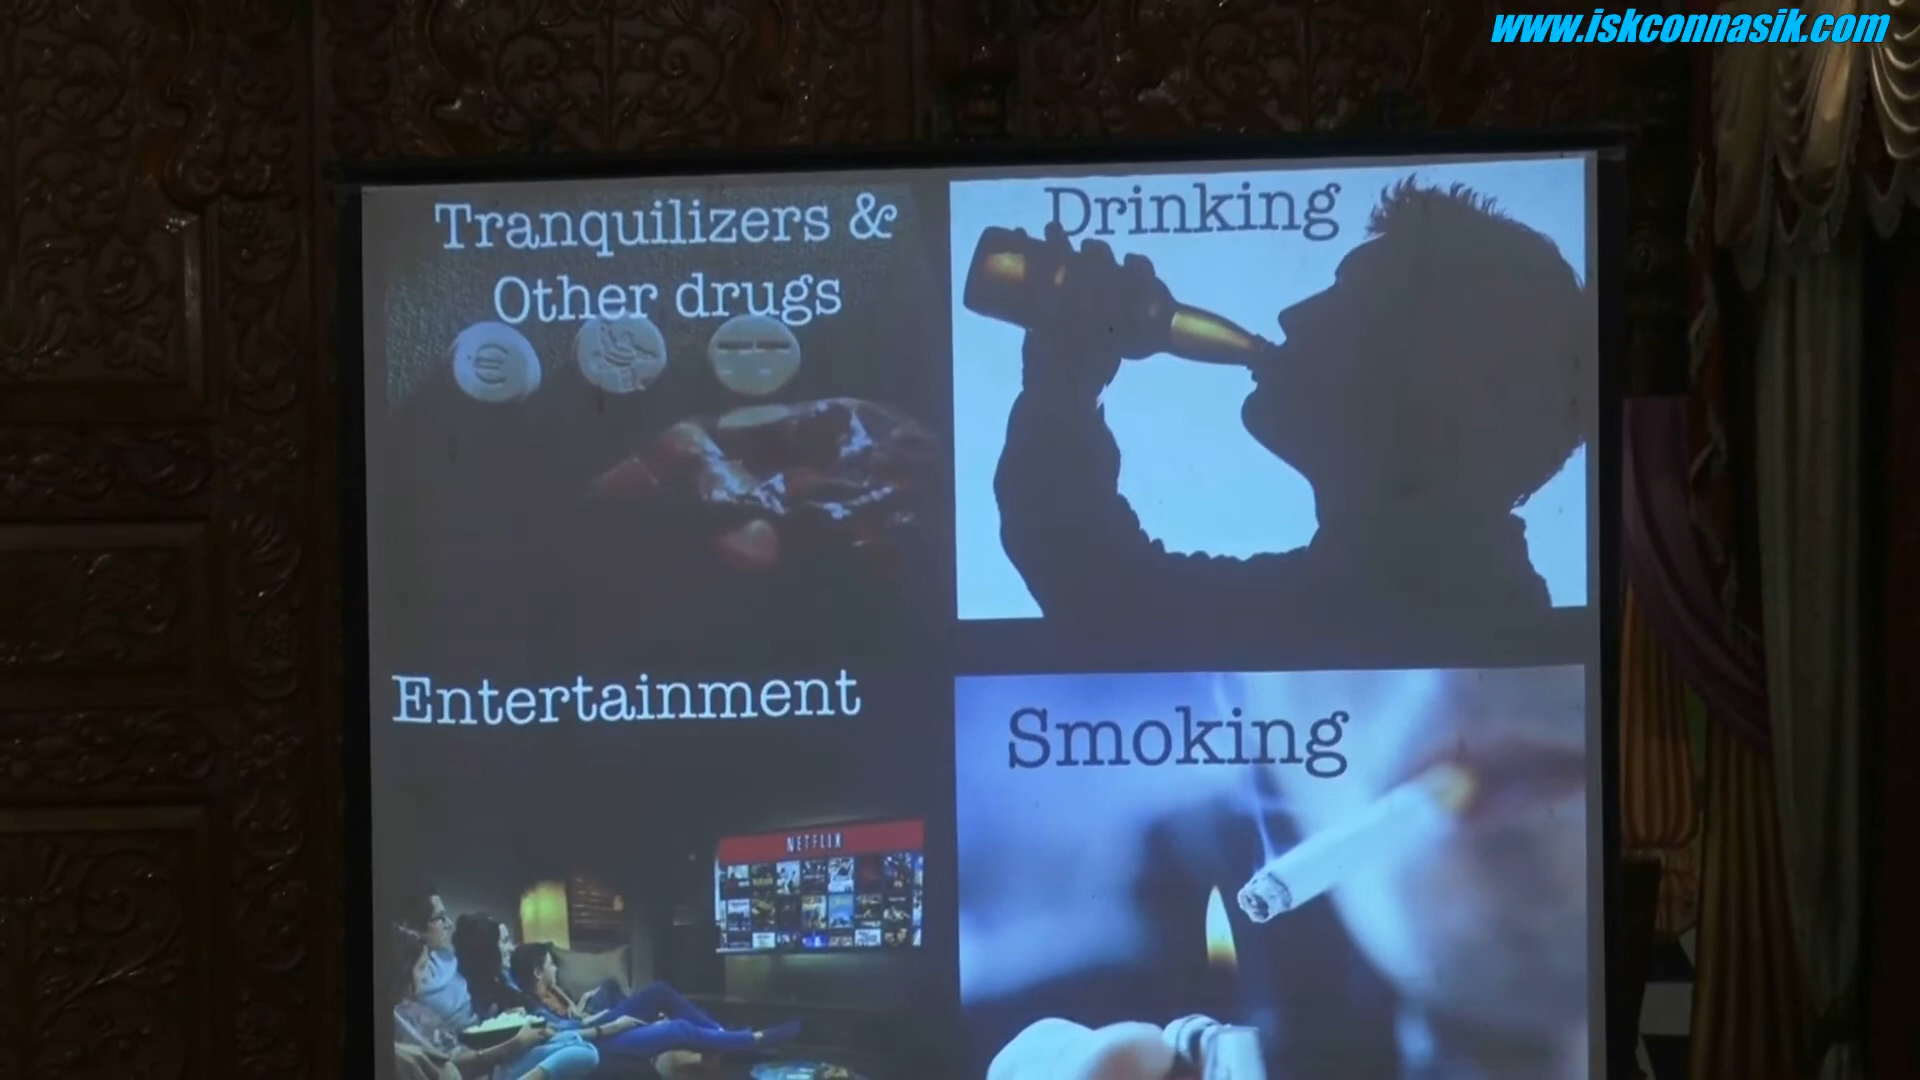 www.iskconnasik.com
Tranquilizers &
Other drugs
Drinking
Entertainment
NETFLIX
Smoking